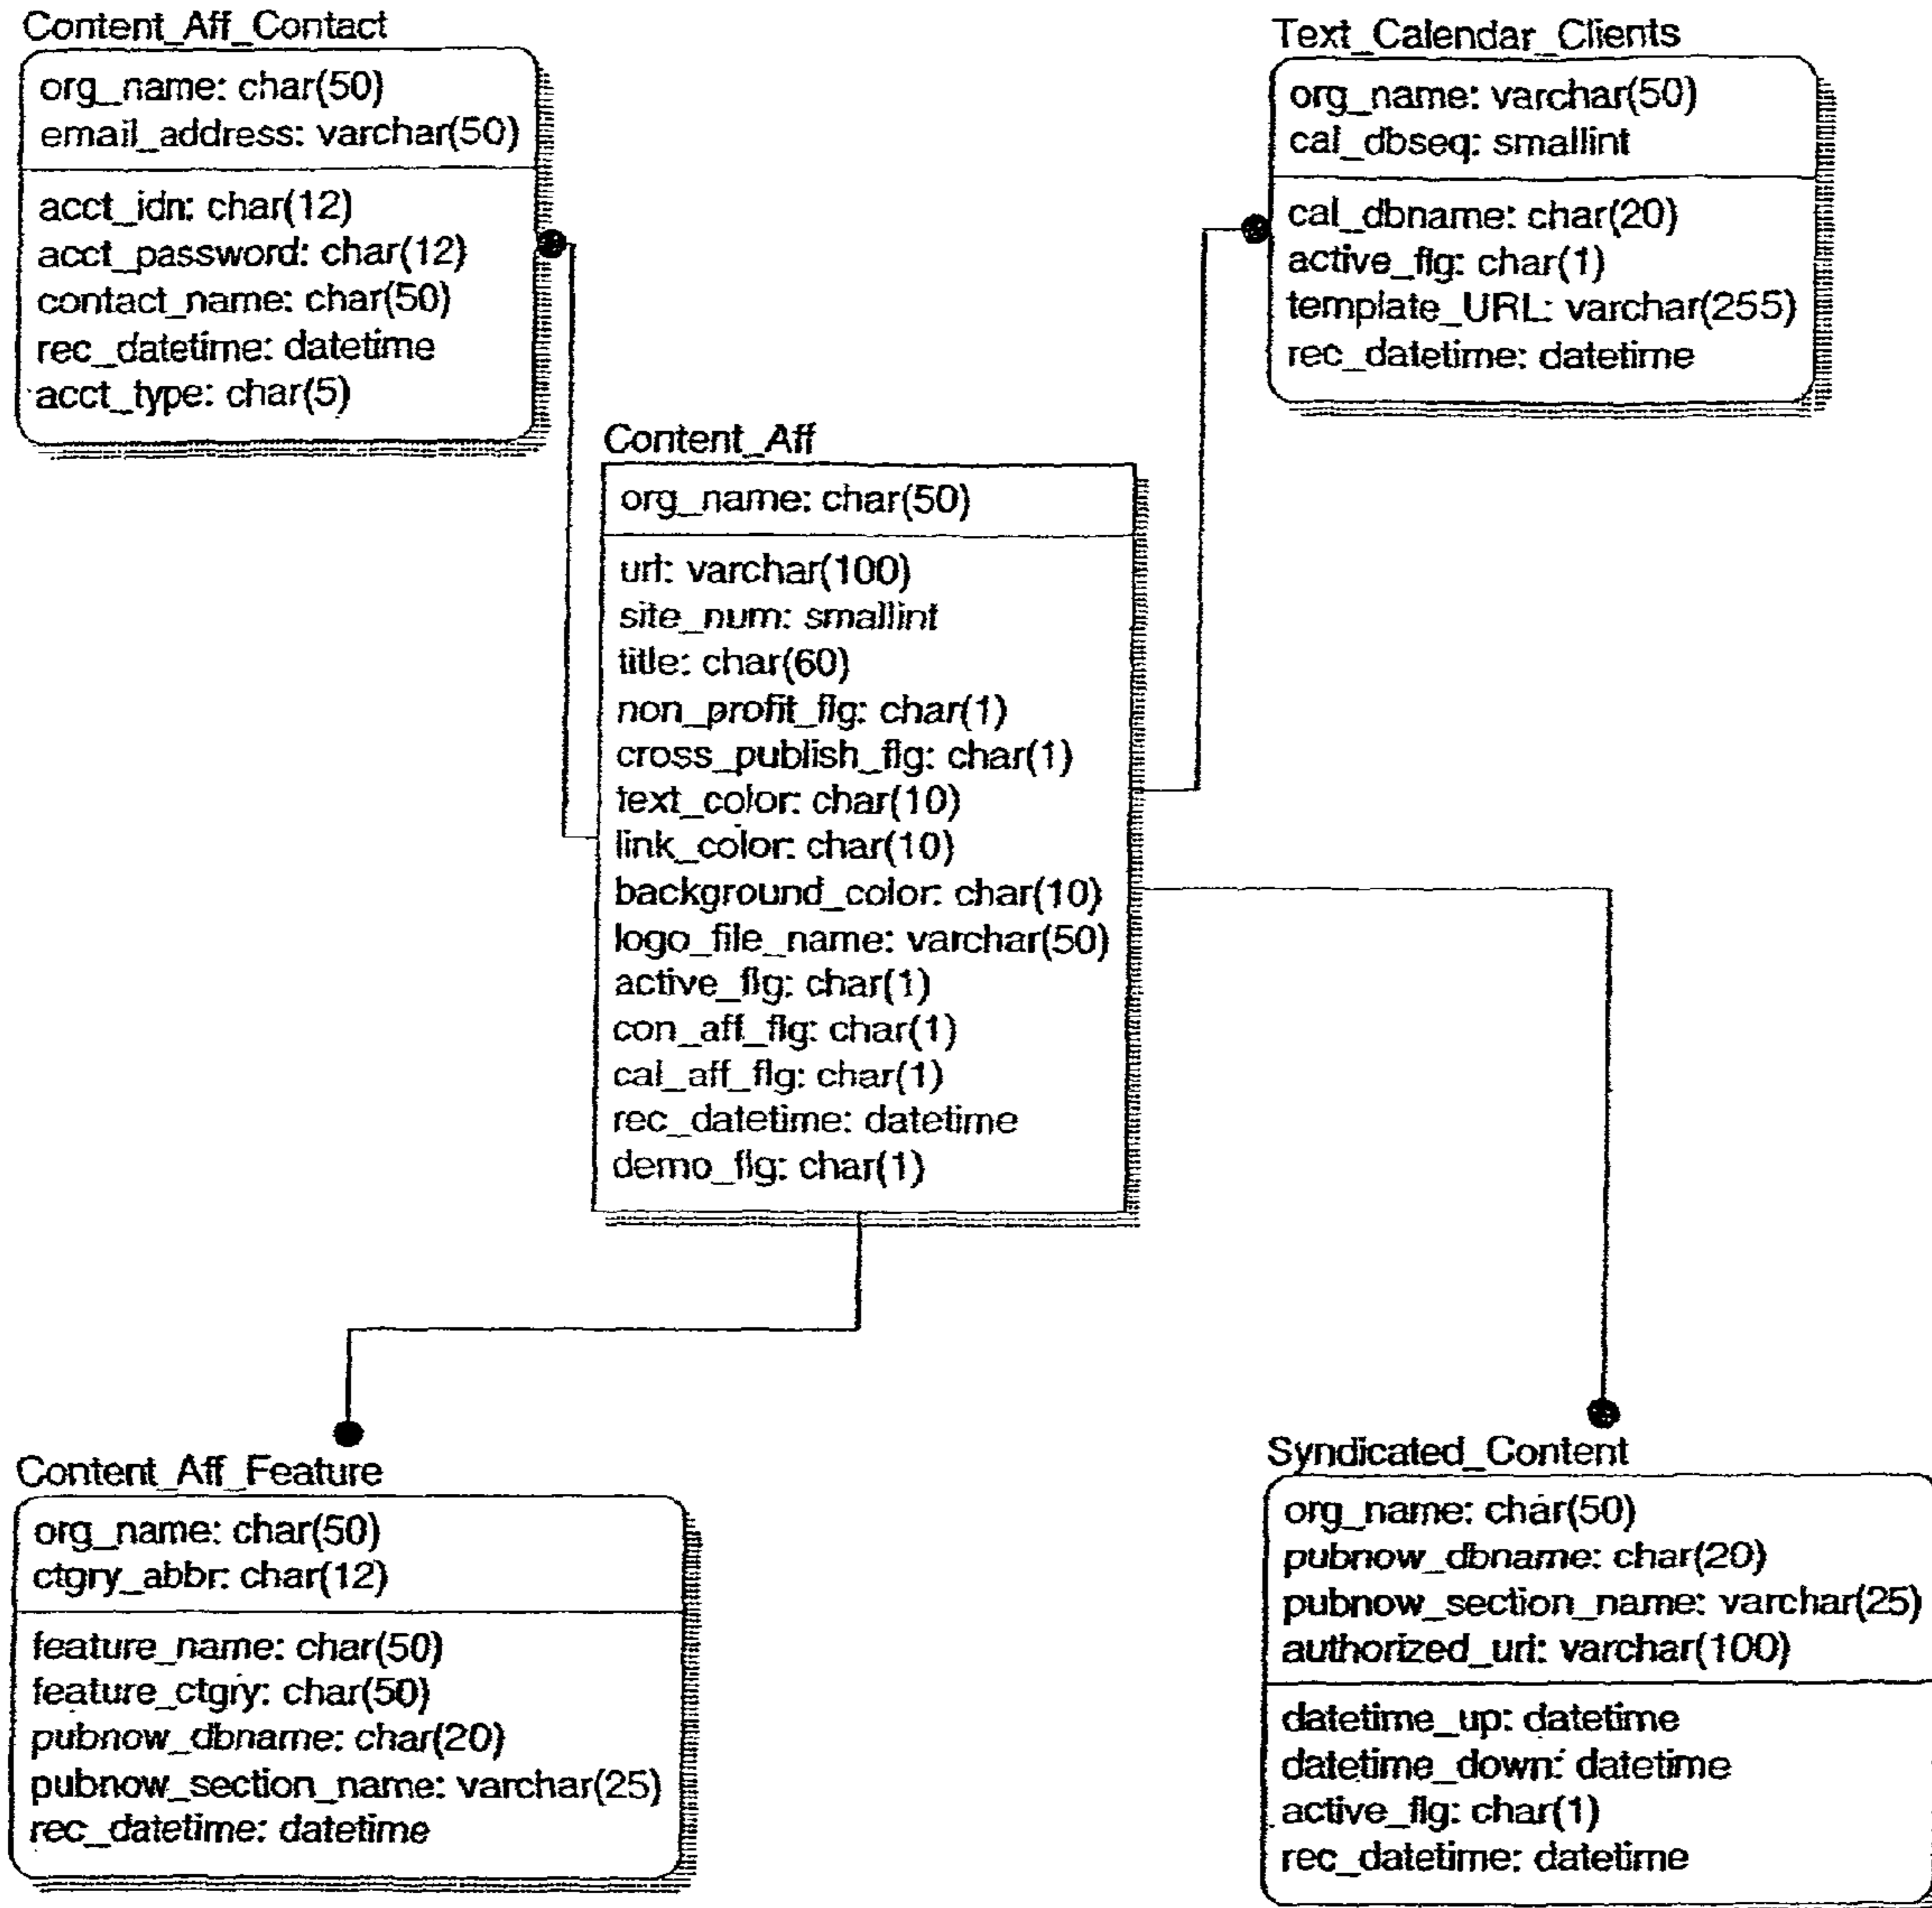 Content_Aff_Contact
org_name: char(50)
email_address: varchar(50)
acct_idn: char(12)
acct_password: char(12)
contact_name: char(50)
rec_datetime: datetime
acct_type: char(5)
Text_Calendar_Clients
org_name: varchar(50)
cal_dbseq: smallint
cal_dbname: char(20)
active_flg: char(1)
template_URL: varchar(255)
rec_datetime: datetime
Content_Aff
org_name: char(50)
url: varchar(100)
site_num: smallint
title: char(60)
non_profit_flg: char(1)
cross_publish_flg: char(1)
text_color: char(10)
link_color: char(10)
background_color: char(10)
logo_file_name: varchar(50)
active_flg: char(1)
con_aff_flg: char(1)
cal_aff_flg: char(1)
rec_datetime: datetime
demo_flg: char(1)
Content_Aff_Feature
org_name: char(50)
ctgry_abbr: char(12)
feature_name: char(50)
feature_ctgry: char(50)
pubnow_dbname: char(20)
pubnow_section_name: varchar(25)
rec_datetime: datetime
Syndicated_Content
org_name: char(50)
pubnow_dbname: char(20)
pubnow_section_name: varchar(25)
authorized_url: varchar(100)
datetime_up: datetime
datetime_down: datetime
active_flg: char(1)
rec_datetime: datetime